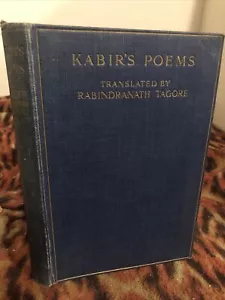 KABIR'S POEMS
TRANSLATED BY
RABINDRANATH TAGORE